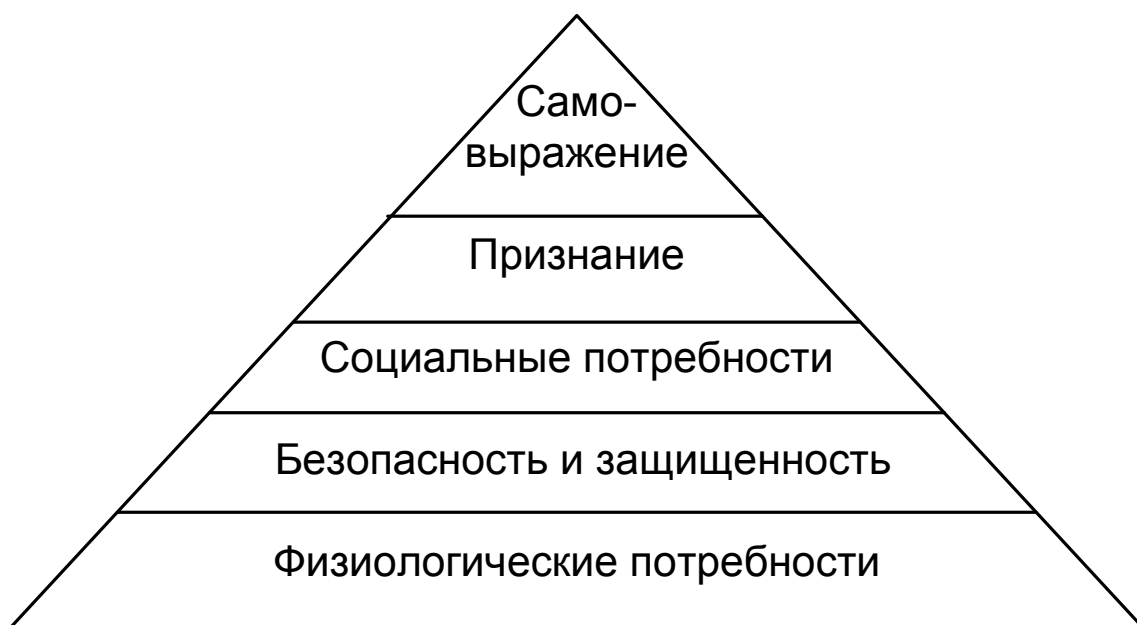 Само-
выражение
Признание
Социальные потребности
Безопасность и защищенность
Физиологические потребности